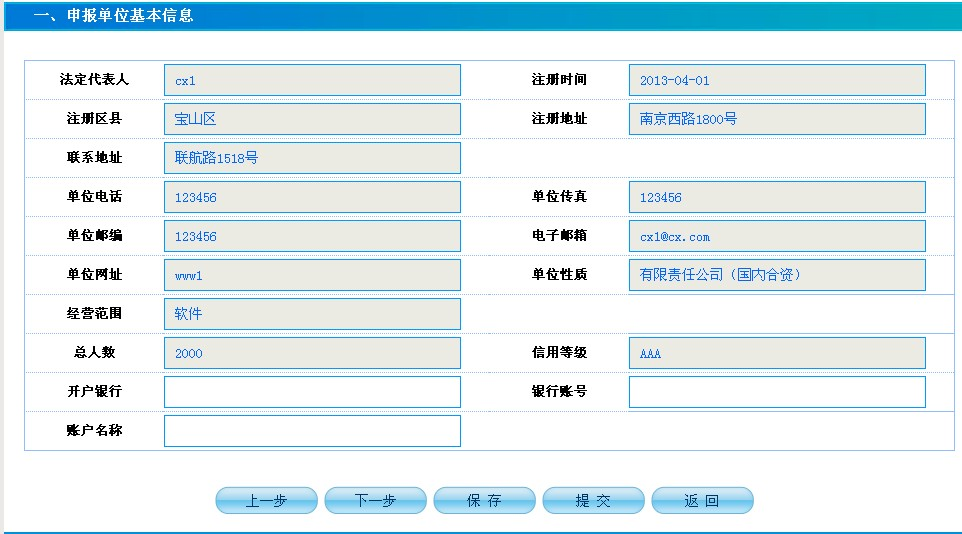 一、申报单位基本信息
法定代表人 cx1 注册时间 2013-04-01
注册区县 宝山区 注册地址 南京西路1800号
联系地址 联航路1518号
单位电话 123456 单位传真 123456
单位邮编 123456 电子邮箱 cx1@cx.com
单位网址 www1 单位性质 有限责任公司（国内合资）
经营范围 软件
总人数 2000 信用等级 AAA
开户银行 银行账号
账户名称
上一步 下一步 保 存 提 交 返 回